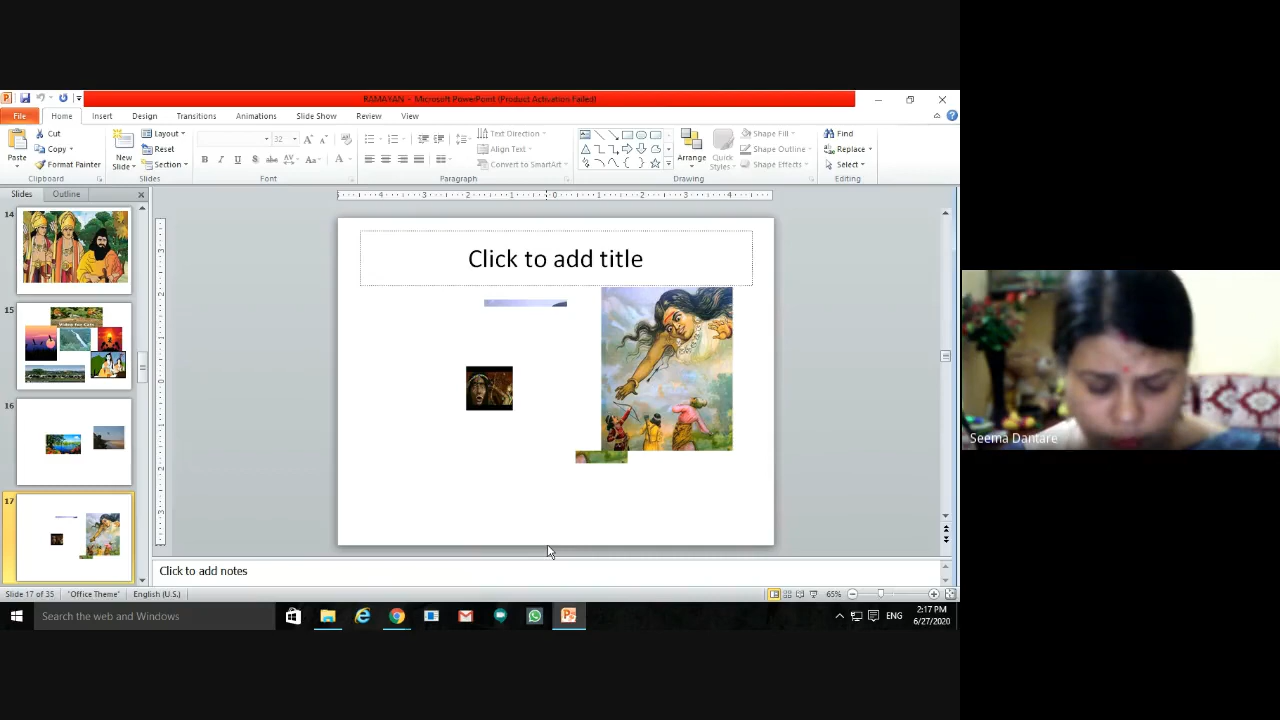 RAMAYAN - Microsoft PowerPoint (Product Activation Failed)
File Home Insert Design Transitions Animations Slide Show Review View
Cut
Copy
Format Painter
Paste
Clipboard
New
Slide
Layout
Reset
Section
Slides
32
Font
Text Direction
Align Text
Convert to SmartArt
Paragraph
Arrange
Quick
Styles
Shape Fill
Shape Outline
Shape Effects
Drawing
Find
Replace
Select
Editing
Slides Outline
14
15
16
17
Click to add title
Click to add notes
Slide 17 of 35 "Office Theme" English (U.S.) 65%
Search the web and Windows
ENG
2:17 PM
6/27/2020
Seema Dantare